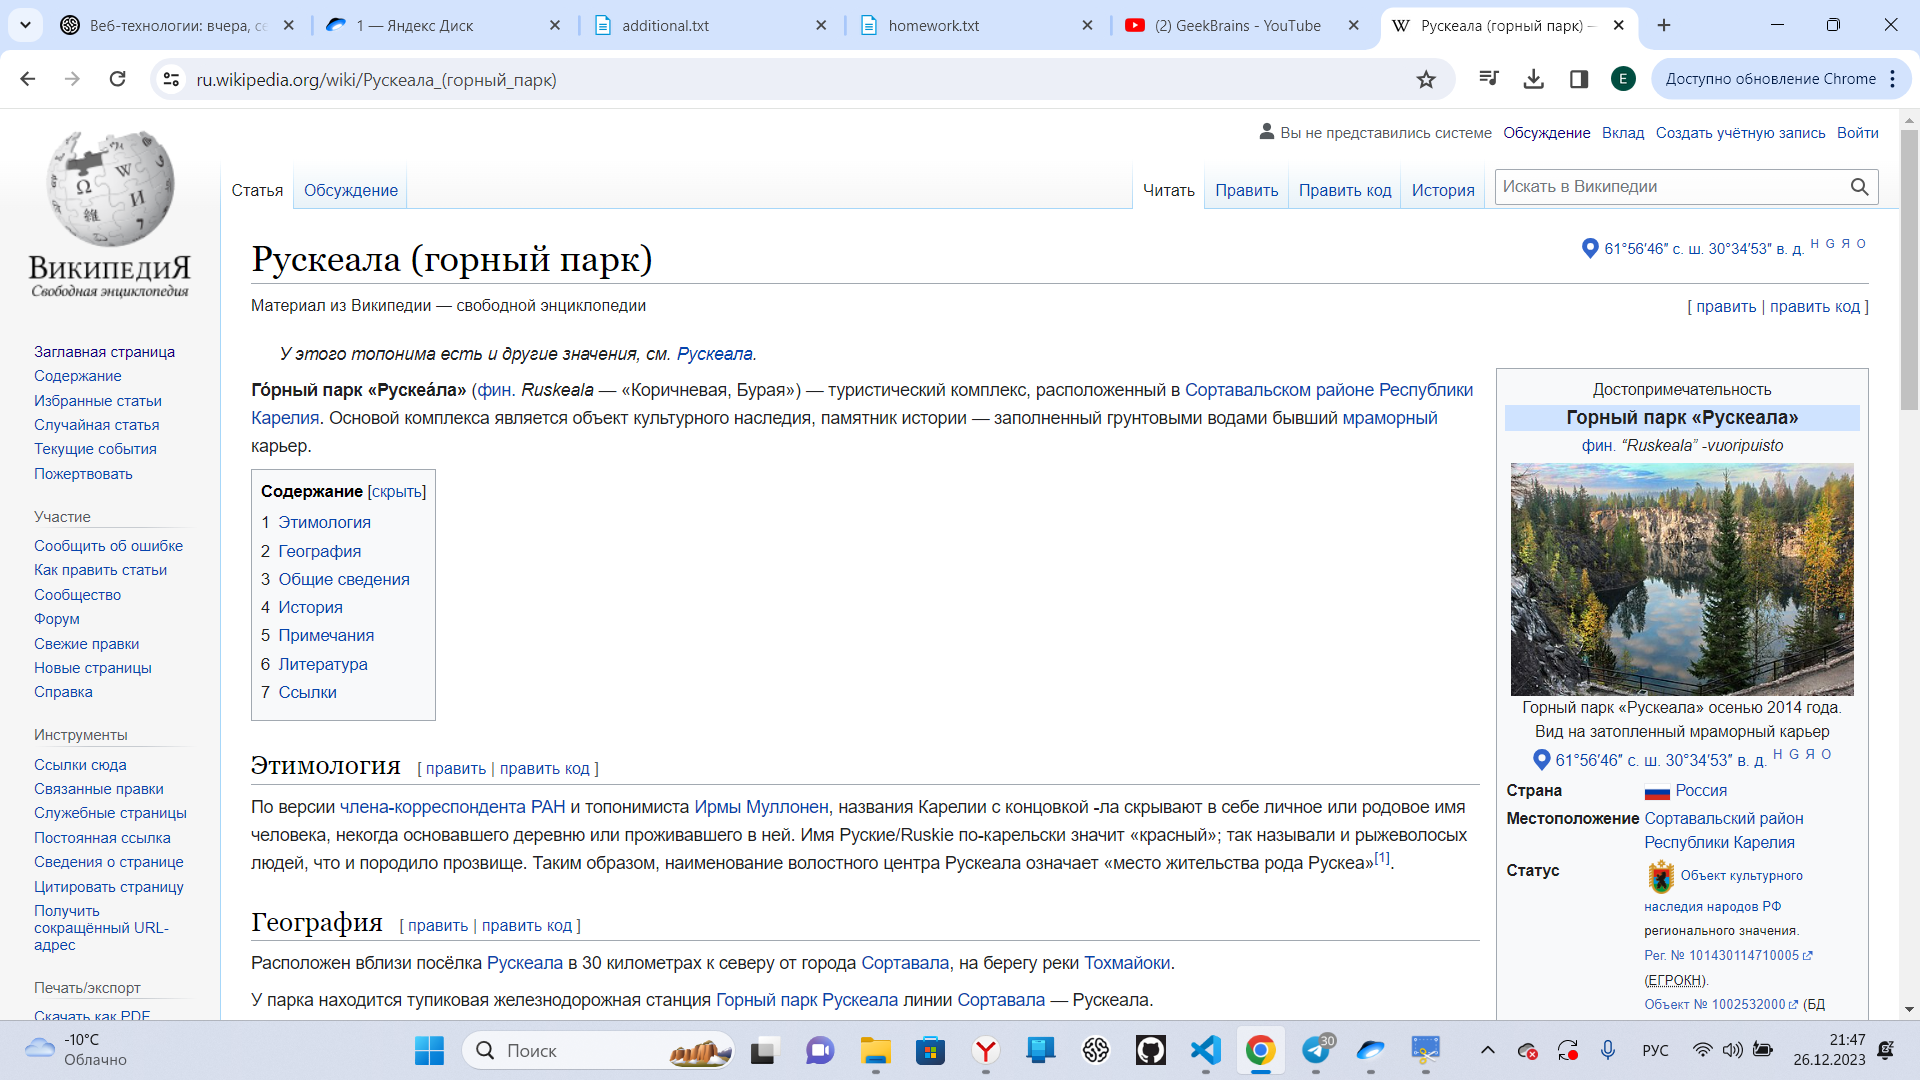 Веб-технологии: вчера, се
1 — Яндекс Диск
additional.txt
homework.txt
(2) GeekBrains - YouTube
Рускеала (горный парк) –
ru.wikipedia.org/wiki/Рускеала_(горный_парк)
E
Доступно обновление Chrome
Вы не представились системе Обсуждение Вклад Создать учётную запись Войти
Статья Обсуждение
Читать Править Править код История
Искать в Википедии
ВикипедиЯ
Свободная энциклопедия
Заглавная страница
Содержание
Избранные статьи
Случайная статья
Текущие события
Пожертвовать
Участие
Сообщить об ошибке
Как править статьи
Сообщество
Форум
Свежие правки
Новые страницы
Справка
Инструменты
Ссылки сюда
Связанные правки
Служебные страницы
Постоянная ссылка
Сведения о странице
Цитировать страницу
Получить
сокращённый URL-
адрес
Печать/экспорт
Скачать как PDF
Рускеала (горный парк)
61°56′46″ с. ш. 30°34′53″ в. д. H G Я O
Материал из Википедии — свободной энциклопедии
[ править | править код ]
У этого топонима есть и другие значения, см. Рускеала.
Го́рный парк «Рускеа́ла» (фин. Ruskeala — «Коричневая, Бурая») — туристический комплекс, расположенный в Сортавальском районе Республики
Карелия. Основой комплекса является объект культурного наследия, памятник истории — заполненный грунтовыми водами бывший мраморный
карьер.
Содержание [скрыть]
1 Этимология
2 География
3 Общие сведения
4 История
5 Примечания
6 Литература
7 Ссылки
Этимология [ править | править код ]
По версии члена-корреспондента РАН и топонимиста Ирмы Муллонен, названия Карелии с концовкой -ла скрывают в себе личное или родовое имя
человека, некогда основавшего деревню или проживавшего в ней. Имя Руские/Ruskie по-карельски значит «красный»; так называли и рыжеволосых
людей, что и породило прозвище. Таким образом, наименование волостного центра Рускеала означает «место жительства рода Рускеа»[1].
География [ править | править код ]
Расположен вблизи посёлка Рускеала в 30 километрах к северу от города Сортавала, на берегу реки Тохмайоки.
У парка находится тупиковая железнодорожная станция Горный парк Рускеала линии Сортавала — Рускеала.
Достопримечательность
Горный парк «Рускеала»
фин. “Ruskeala” -vuoripuisto
Горный парк «Рускеала» осенью 2014 года.
Вид на затопленный мраморный карьер
61°56′46″ с. ш. 30°34′53″ в. д. H G Я O
Страна Россия
Местоположение Сортавальский район
Республики Карелия
Статус Объект культурного
наследия народов РФ
регионального значения.
Рег. № 101430114710005
(ЕГРОКН).
Объект № 1002532000 (БД
-10°C
Облачно
Поиск
30
РУС
21:47
26.12.2023